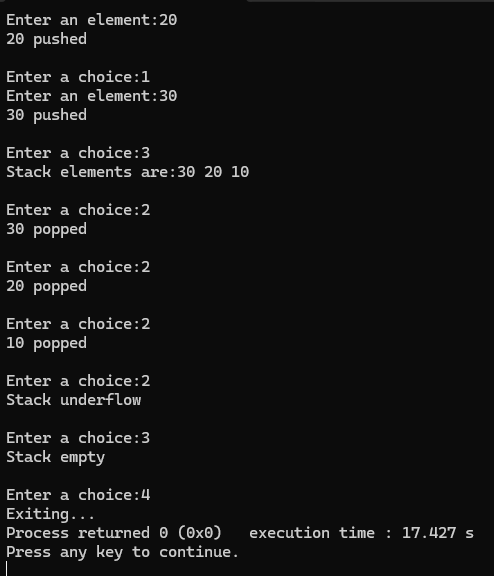 Enter an element:20
20 pushed
Enter a choice:1
Enter an element:30
30 pushed
Enter a choice:3
Stack elements are:30 20 10
Enter a choice:2
30 popped
Enter a choice:2
20 popped
Enter a choice:2
10 popped
Enter a choice:2
Stack underflow
Enter a choice:3
Stack empty
Enter a choice:4
Exiting...
Process returned 0 (0x0)   execution time : 17.427 s
Press any key to continue.